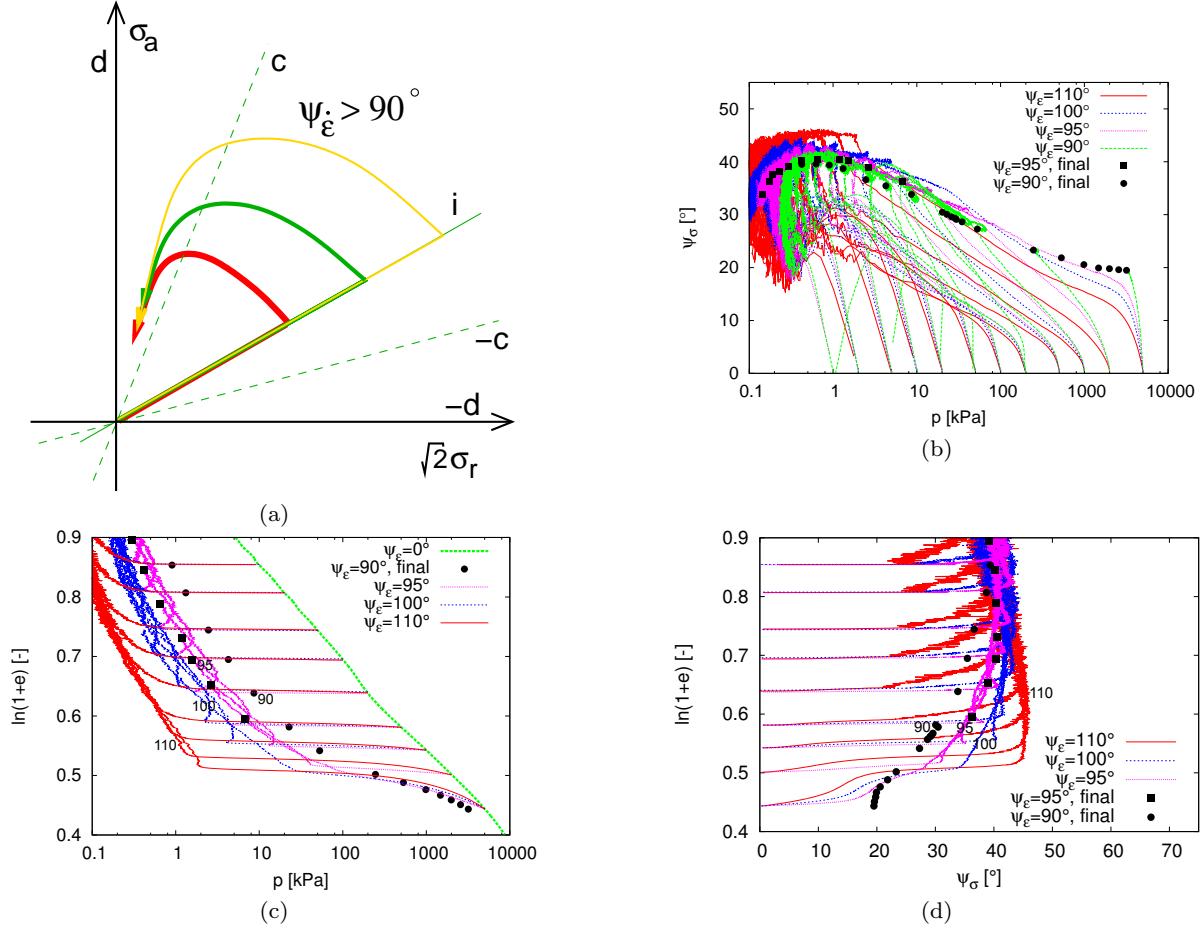 σa
d
c
ψε̇ > 90°
i
−c
−d
√2σr
(a)
ψε=110°
ψε=100°
ψε=95°
ψε=90°
ψε=95°, final
ψε=90°, final
50
40
30
20
10
0
ψσ [°]
0.1 1 10 100 1000 10000
p [kPa]
(b)
ψε=0°
ψε=90°, final
ψε=95°
ψε=100°
ψε=110°
0.9
0.8
0.7
0.6
0.5
0.4
ln(1+e) [-]
95
90
100
110
0.1 1 10 100 1000 10000
p [kPa]
(c)
0.9
0.8
0.7
0.6
0.5
0.4
ln(1+e) [-]
110
90
95
100
ψε=110°
ψε=100°
ψε=95°
ψε=95°, final
ψε=90°, final
0 10 20 30 40 50 60 70
ψσ [°]
(d)